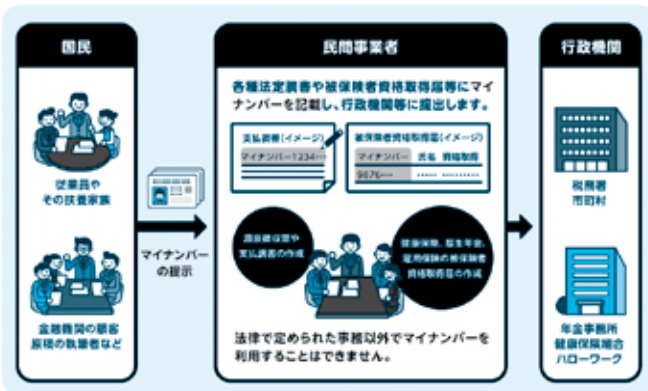 国民
従業員や
その扶養家族
金融機関の顧客
原稿の執筆者など
マイナンバー
の提示
民間事業者
各種法定調書や被保険者資格取得届等にマイ
ナンバーを記載し、行政機関等に提出します。
支払調書(イメージ)
マイナンバー1234…
被保険者資格取得届(イメージ)
マイナンバー 氏名 資格取得
9876…
源泉徴収票や
支払調書の作成
健康保険、厚生年金、
雇用保険の被保険者
資格取得届の作成
法律で定められた事務以外でマイナンバーを
利用することはできません。
行政機関
税務署
市町村
年金事務所
健康保険組合
ハローワーク